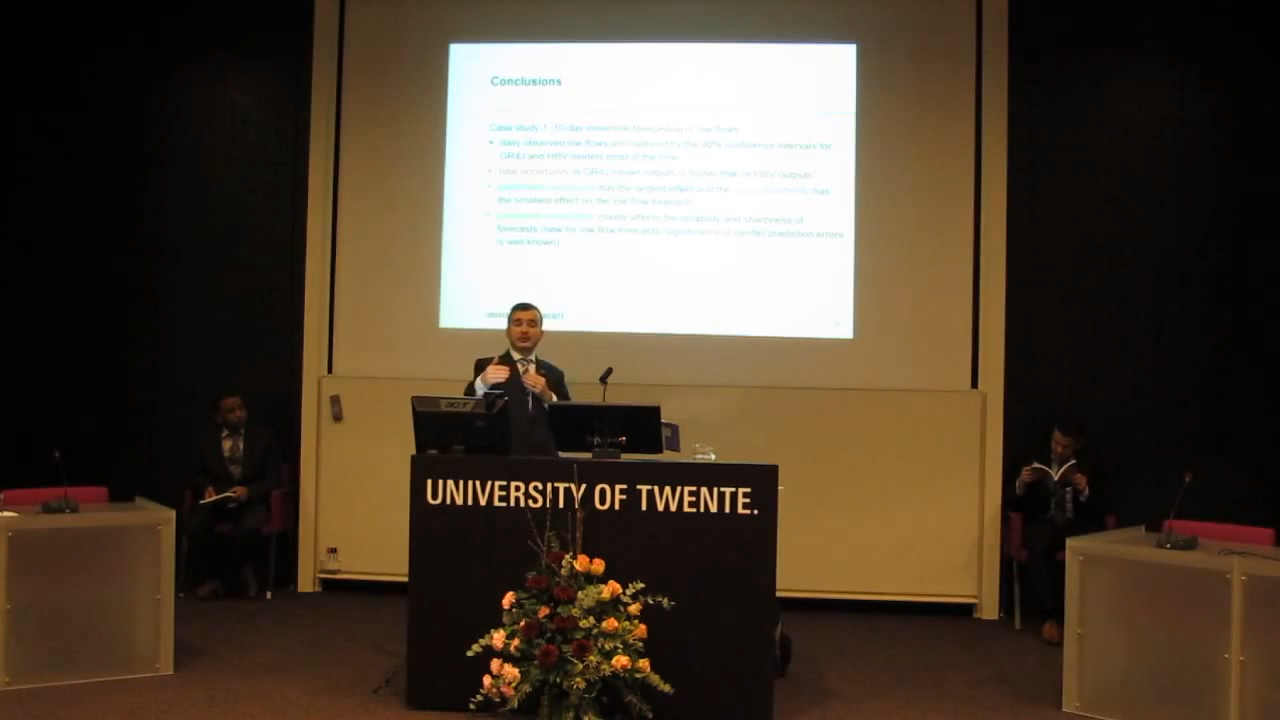 Conclusions
Case study 1: 10-day ensemble forecasting of low flows
• daily observed low flows are captured by the 90% confidence intervals for
GR4J and HBV models most of the time
• total uncertainty in GR4J model outputs is higher than in HBV outputs
• has the largest effect and the has
the smallest effect on the low flow forecasts
• mainly affects the reliability and sharpness of
forecasts (new for low flow forecasts, significance of rainfall prediction errors
is well known)
UNIVERSITY OF TWENTE
acer
UNIVERSITY OF TWENTE.